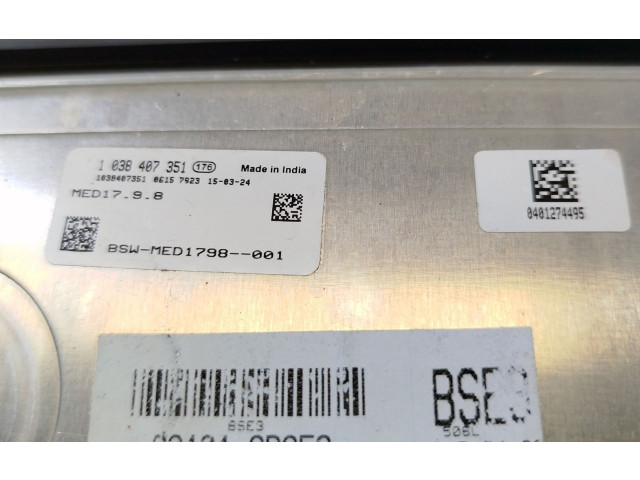 1 038 407 351 176 Made in India
1038407351 0615 7923 15-03-24
MED17.9.8
BSW-MED1798--001
0401274495
BSE3
BSE3
506L